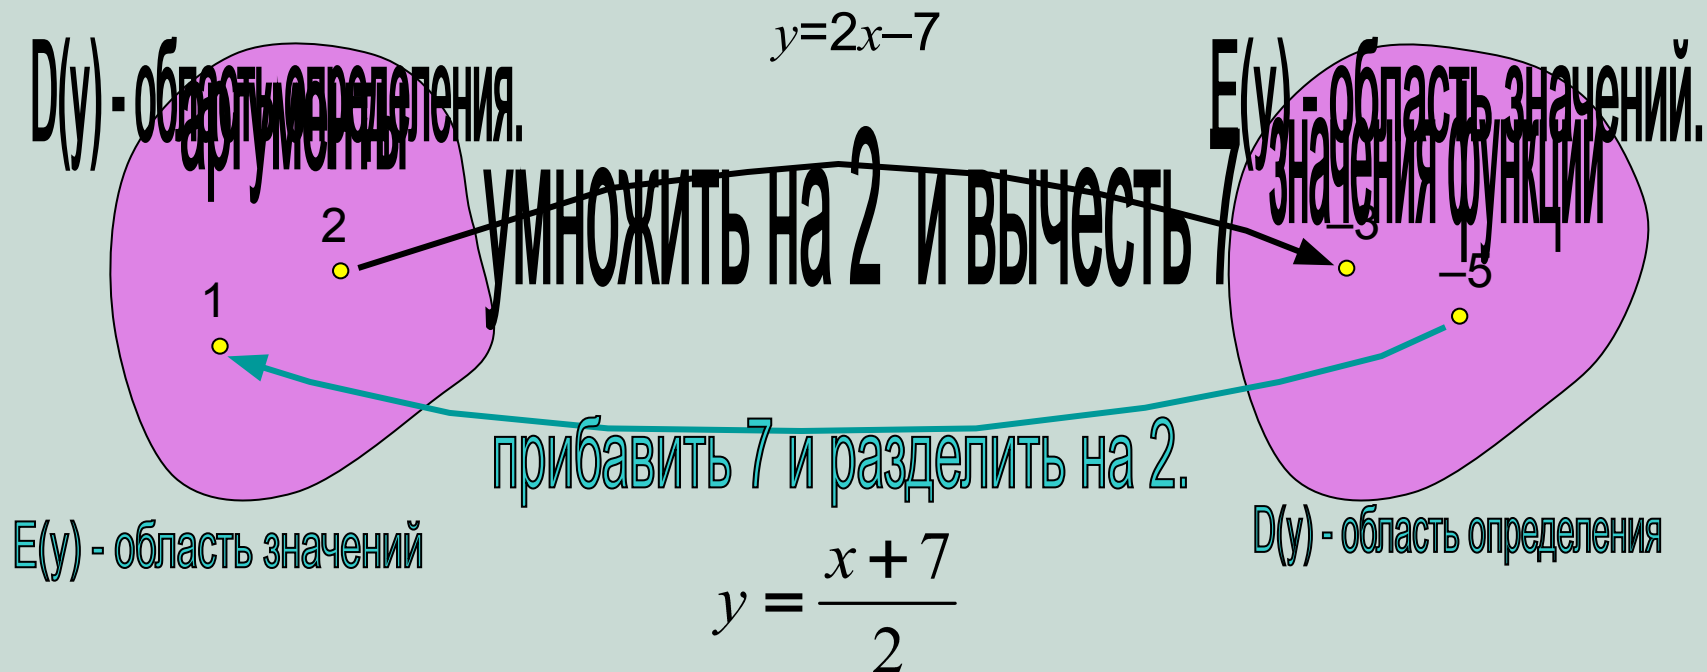 y=2x–7
D(y) - область определения.
аргументы
E(y) - область значений.
значения функции
умножить на 2 и вычесть 7
2
1
–3
–5
прибавить 7 и разделить на 2.
E(y) - область значений
D(y) - область определения
y = (x + 7)/2